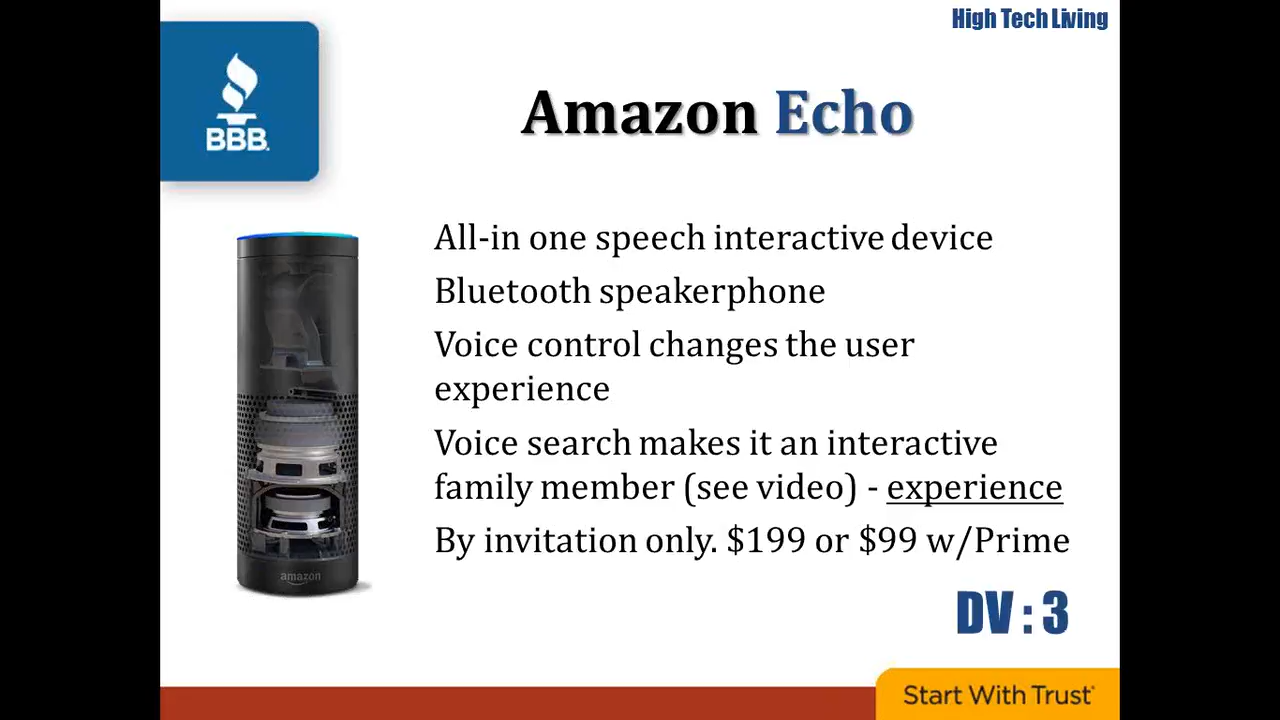 High Tech Living
BBB.
Amazon Echo
All-in one speech interactive device
Bluetooth speakerphone
Voice control changes the user
experience
Voice search makes it an interactive
family member (see video) - experience
By invitation only. $199 or $99 w/Prime
amazon
DV : 3
Start With Trust®